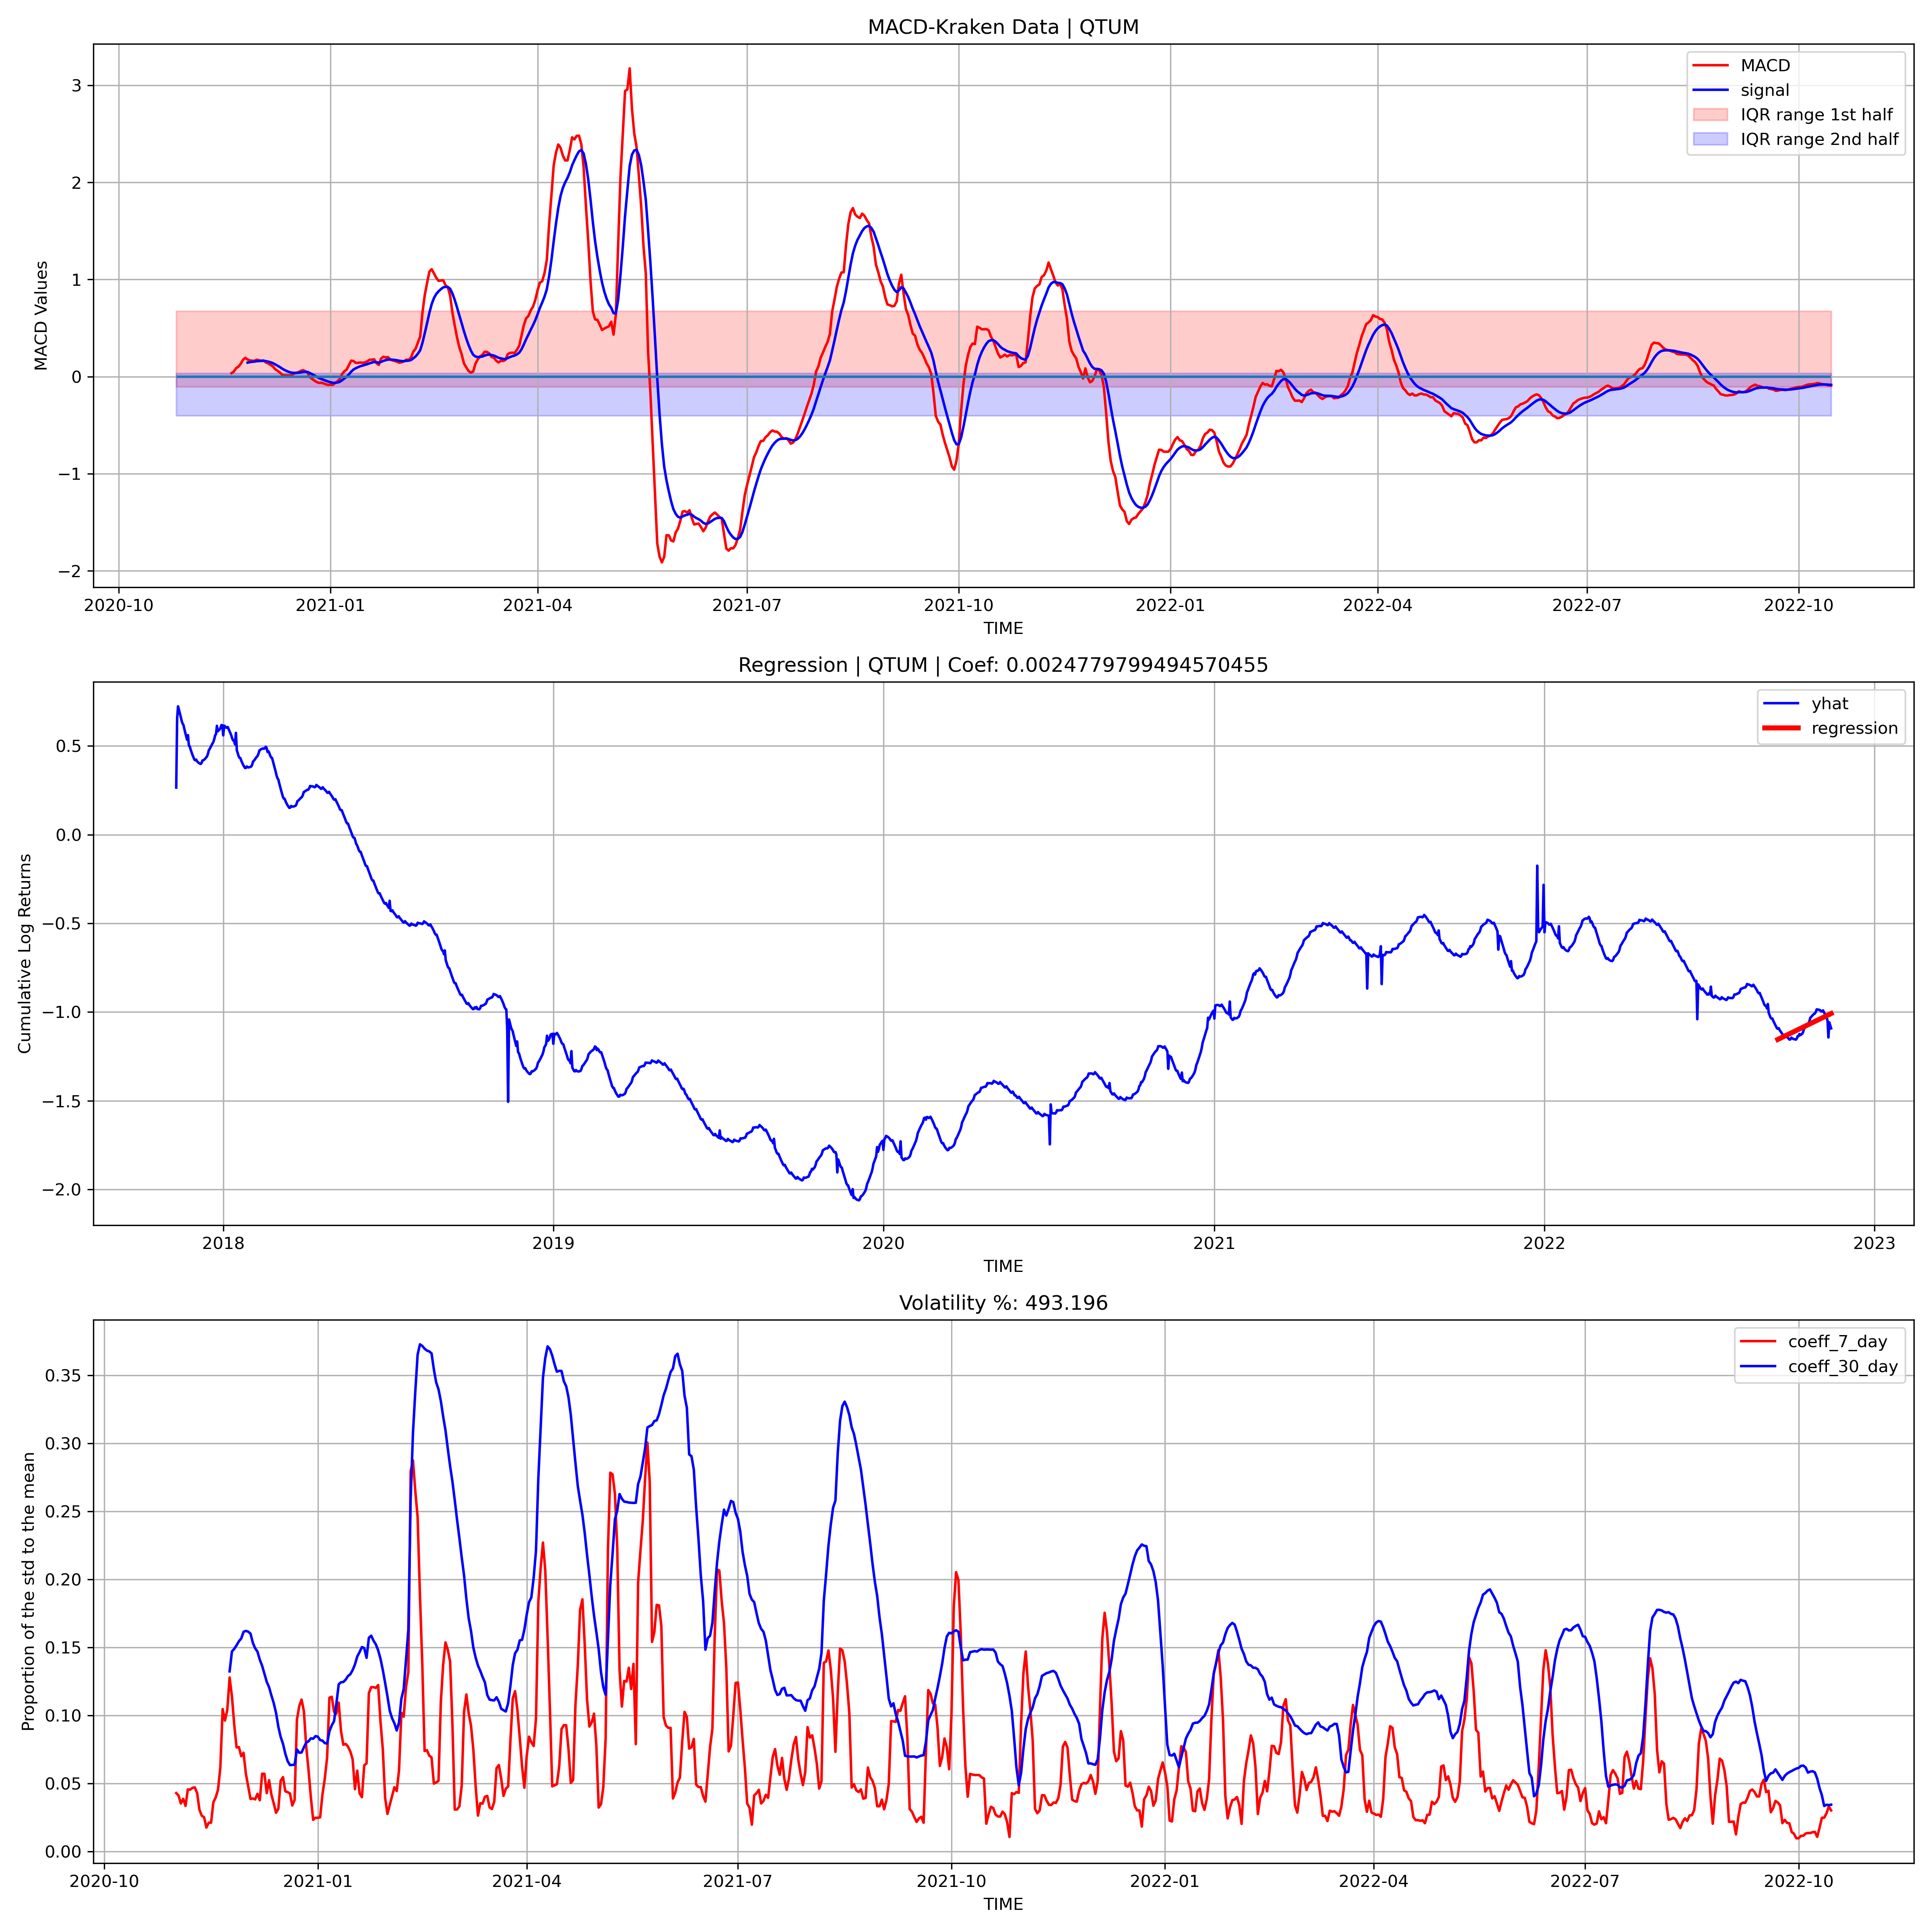 MACD-Kraken Data | QTUM
MACD Values
3
2
1
0
−1
−2
MACD
signal
IQR range 1st half
IQR range 2nd half
2020-10 2021-01 2021-04 2021-07 2021-10 2022-01 2022-04 2022-07 2022-10
TIME
Regression | QTUM | Coef: 0.0024779799494570455
Cumulative Log Returns
0.5
0.0
−0.5
−1.0
−1.5
−2.0
yhat
regression
2018 2019 2020 2021 2022 2023
TIME
Volatility %: 493.196
Proportion of the std to the mean
0.35
0.30
0.25
0.20
0.15
0.10
0.05
0.00
coeff_7_day
coeff_30_day
2020-10 2021-01 2021-04 2021-07 2021-10 2022-01 2022-04 2022-07 2022-10
TIME